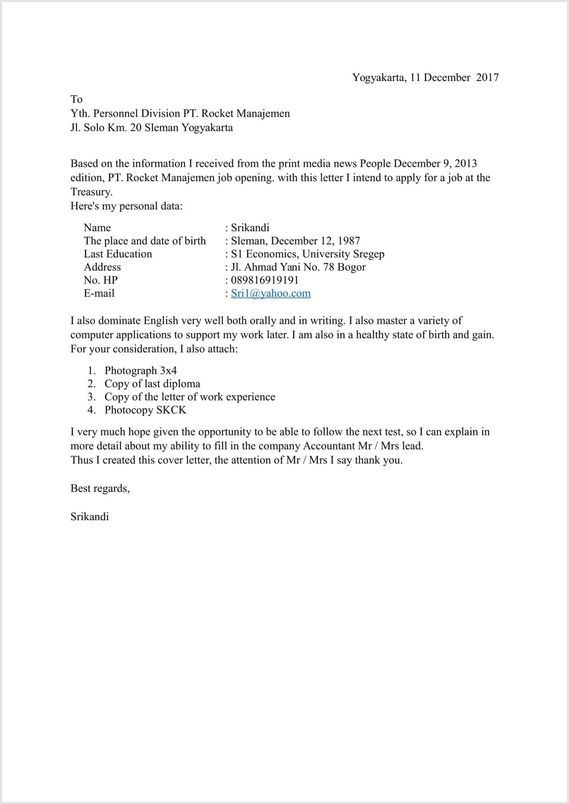 Yogyakarta, 11 December  2017
To
Yth. Personnel Division PT. Rocket Manajemen
Jl. Solo Km. 20 Sleman Yogyakarta
Based on the information I received from the print media news People December 9, 2013
edition, PT. Rocket Manajemen job opening. with this letter I intend to apply for a job at the
Treasury.
Here's my personal data:
Name : Srikandi
The place and date of birth : Sleman, December 12, 1987
Last Education : S1 Economics, University Sregep
Address : Jl. Ahmad Yani No. 78 Bogor
No. HP : 089816919191
E-mail : Sri1@yahoo.com
I also dominate English very well both orally and in writing. I also master a variety of
computer applications to support my work later. I am also in a healthy state of birth and gain.
For your consideration, I also attach:
1. Photograph 3x4
2. Copy of last diploma
3. Copy of the letter of work experience
4. Photocopy SKCK
I very much hope given the opportunity to be able to follow the next test, so I can explain in
more detail about my ability to fill in the company Accountant Mr / Mrs lead.
Thus I created this cover letter, the attention of Mr / Mrs I say thank you.
Best regards,
Srikandi